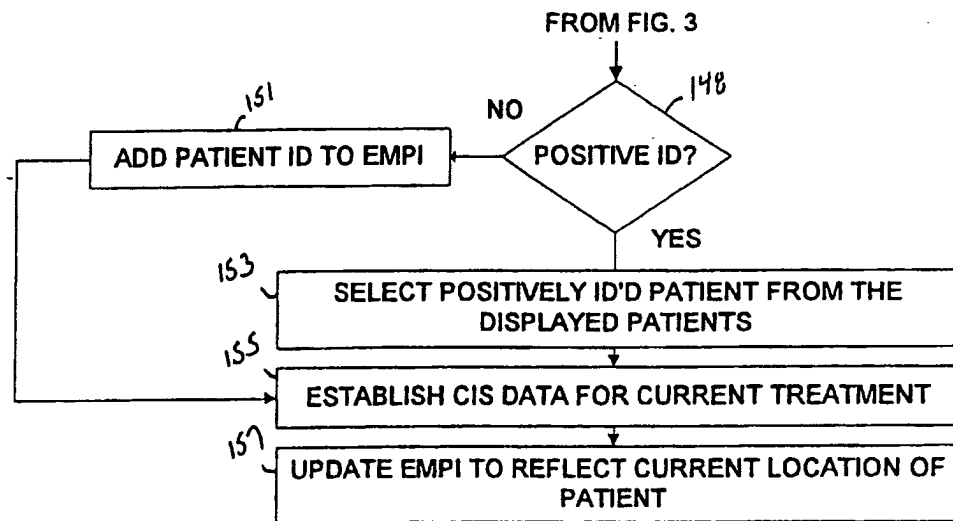 FROM FIG. 3
148
NO
POSITIVE ID?
151
ADD PATIENT ID TO EMPI
YES
153
SELECT POSITIVELY ID'D PATIENT FROM THE
DISPLAYED PATIENTS
155
ESTABLISH CIS DATA FOR CURRENT TREATMENT
157
UPDATE EMPI TO REFLECT CURRENT LOCATION OF
PATIENT